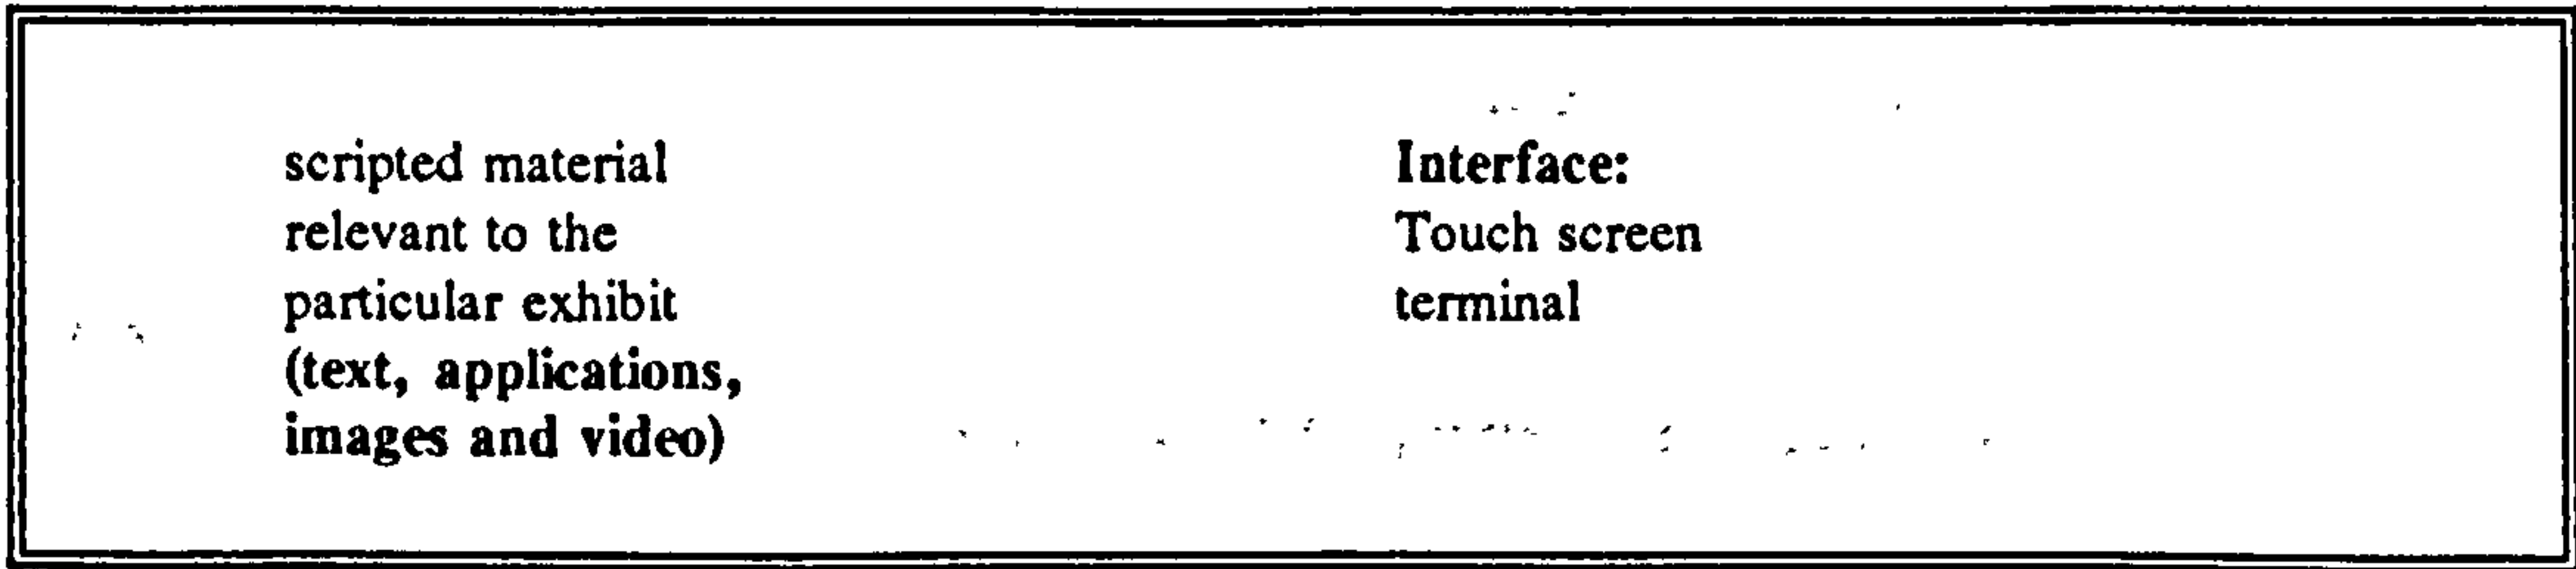 scripted material
relevant to the
particular exhibit
(text, applications,
images and video)
Interface:
Touch screen
terminal